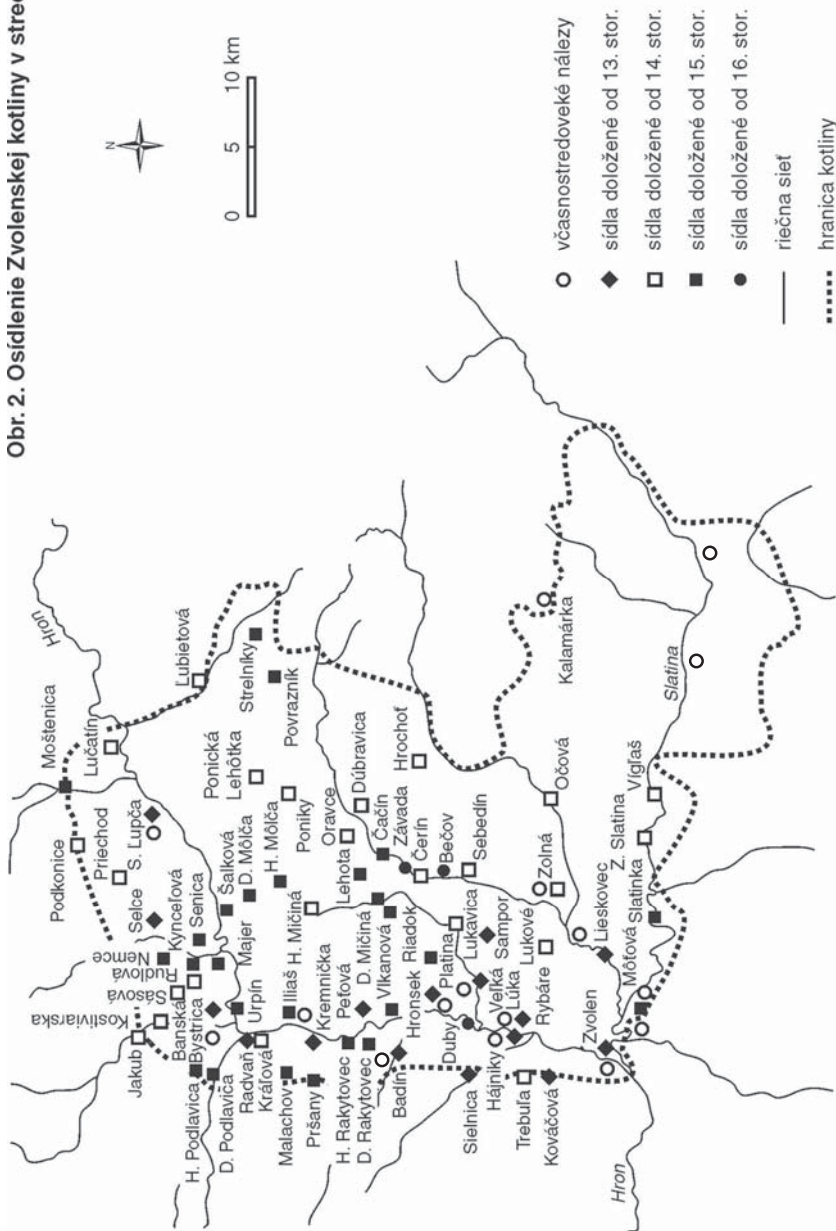 Obr. 2. Osídlenie Zvolenskej kotliny v stred
N
0 5 10 km
včasnostredoveké nálezy
sídla doložené od 13. stor.
sídla doložené od 14. stor.
sídla doložené od 15. stor.
sídla doložené od 16. stor.
riečna sieť
hranica kotliny
Hron
Moštenica
Lučatín
Ľubietová
Podkonice
Priechod
S. Lupča
Selce
Kynceľová
Senica
Nemce
Rudlová
Sásová
Kostiviarska
Jakub
Banská
Bystrica
Šalková
D. Môlča
H. Môlča
Majer
Urpín
Ponická
Lehôtka
Poniky
Strelníky
Povrazník
H. Podlavica
D. Podlavica
Radvaň
Kráľová
Malachov
Pršany
H. Rakytovec
D. Rakytovec
Badín
Iliaš
H. Mičiná
Kremnička
Peťová
D. Mičiná
Vlkanová
Hronsek
Riadok
Oravce
Lehota
Dúbravica
Čačín
Závada
Čerín
Bečov
Sebedín
Hrochoť
Platina
Duby
Lukavica
Sampor
Lukové
Veľká
Lúka
Rybáre
Sielnica
Hájniky
Trebuľa
Kováčová
Zvolen
Zolná
Očová
Kalamárka
Lieskovec
Môťová
Slatinka
Z. Slatina
Vígľaš
Slatina
Hron